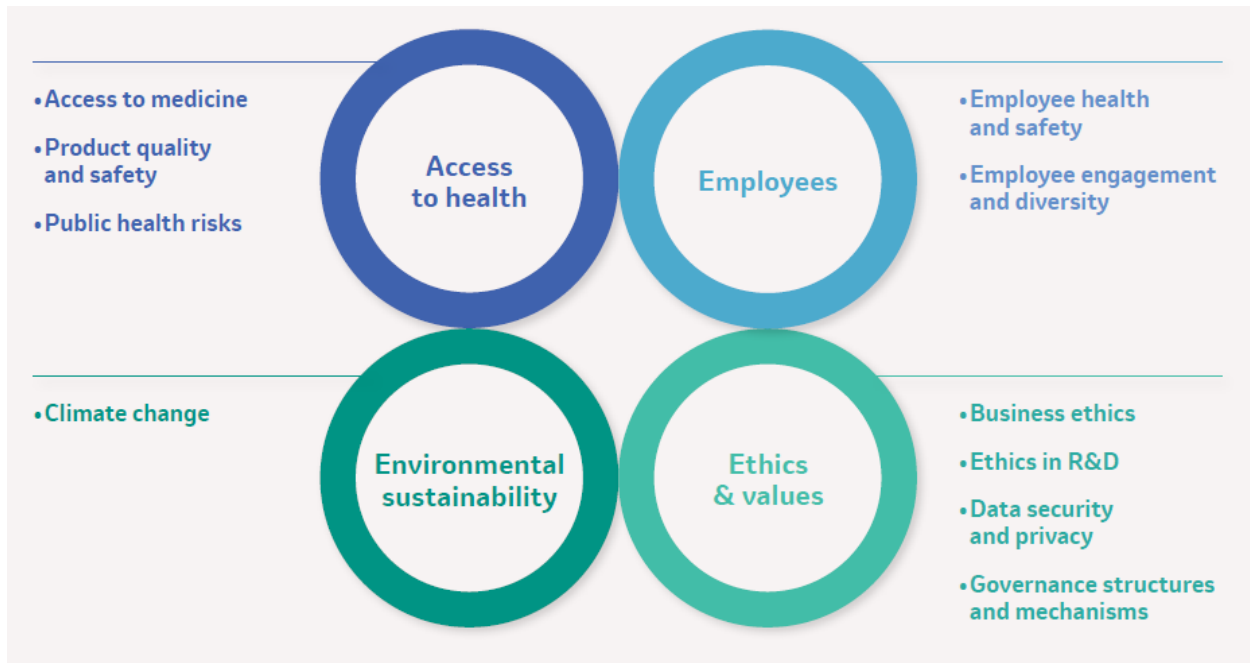 Access
to health
• Access to medicine
• Product quality
and safety
• Public health risks
Employees
• Employee health
and safety
• Employee engagement
and diversity
Environmental
sustainability
• Climate change
Ethics
& values
• Business ethics
• Ethics in R&D
• Data security
and privacy
• Governance structures
and mechanisms